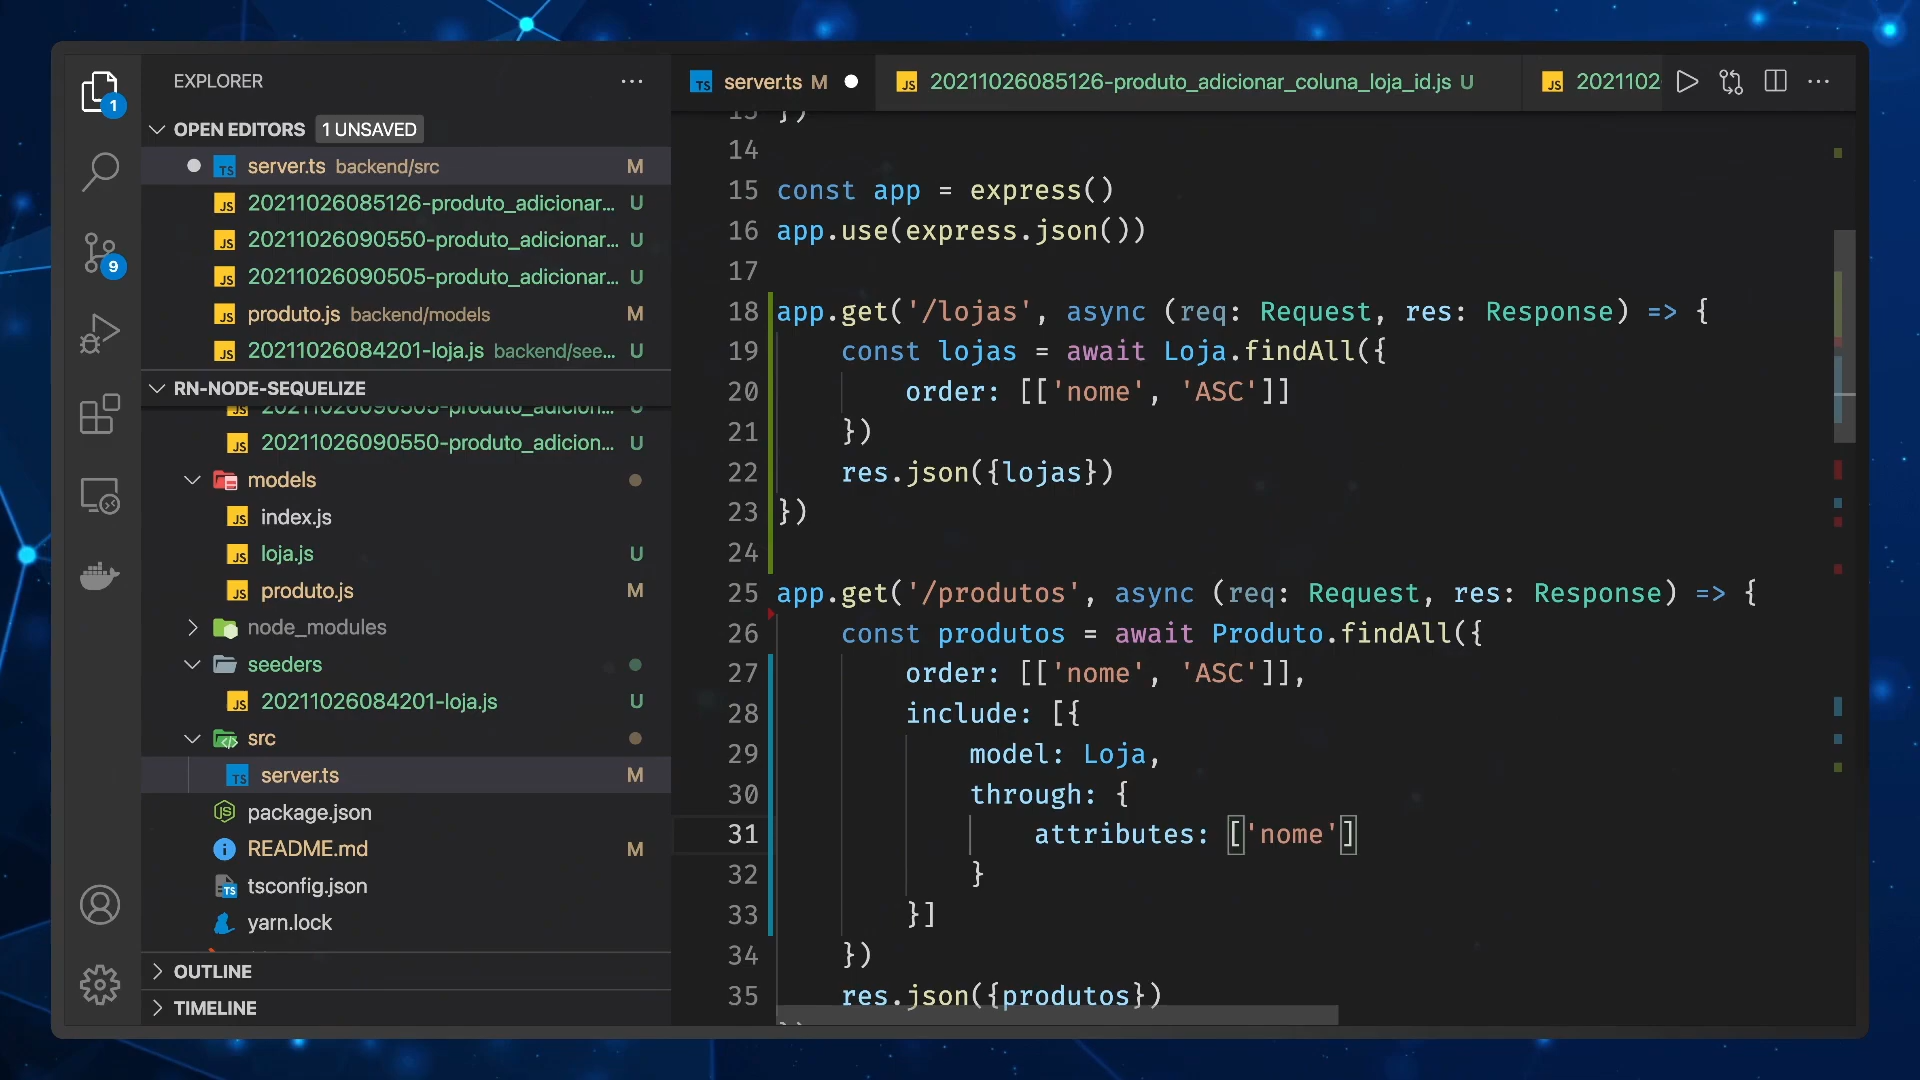 EXPLORER
OPEN EDITORS 1 UNSAVED
server.ts backend/src M
20211026085126-produto_adicionar... U
20211026090550-produto_adicionar... U
20211026090505-produto_adicionar... U
produto.js backend/models M
20211026084201-loja.js backend/see... U
RN-NODE-SEQUELIZE
20211026090505-produto_adicion... U
20211026090550-produto_adicion... U
models
index.js
loja.js U
produto.js M
node_modules
seeders
20211026084201-loja.js U
src
server.ts M
package.json
README.md M
tsconfig.json
yarn.lock
OUTLINE
TIMELINE
1
9
server.ts M
20211026085126-produto_adicionar_coluna_loja_id.js U
2021102
13 })
14
15 const app = express()
16 app.use(express.json())
17
18 app.get('/lojas', async (req: Request, res: Response) => {
19 const lojas = await Loja.findAll({
20 order: [['nome', 'ASC']]
21 })
22 res.json({lojas})
23 })
24
25 app.get('/produtos', async (req: Request, res: Response) => {
26 const produtos = await Produto.findAll({
27 order: [['nome', 'ASC']],
28 include: [{
29 model: Loja,
30 through: {
31 attributes: ['nome']
32 }
33 }]
34 })
35 res.json({produtos})